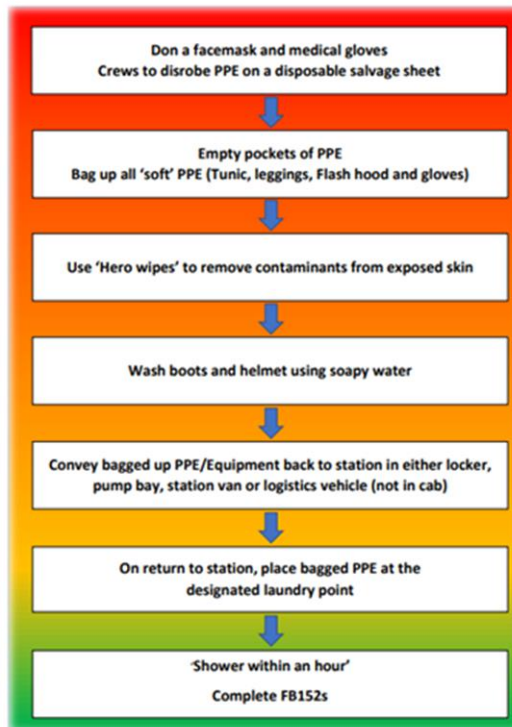 Don a facemask and medical gloves
Crews to disrobe PPE on a disposable salvage sheet
Empty pockets of PPE
Bag up all ‘soft’ PPE (Tunic, leggings, Flash hood and gloves)
Use ‘Hero wipes’ to remove contaminants from exposed skin
Wash boots and helmet using soapy water
Convey bagged up PPE/Equipment back to station in either locker,
pump bay, station van or logistics vehicle (not in cab)
On return to station, place bagged PPE at the
designated laundry point
‘Shower within an hour’
Complete FB152s